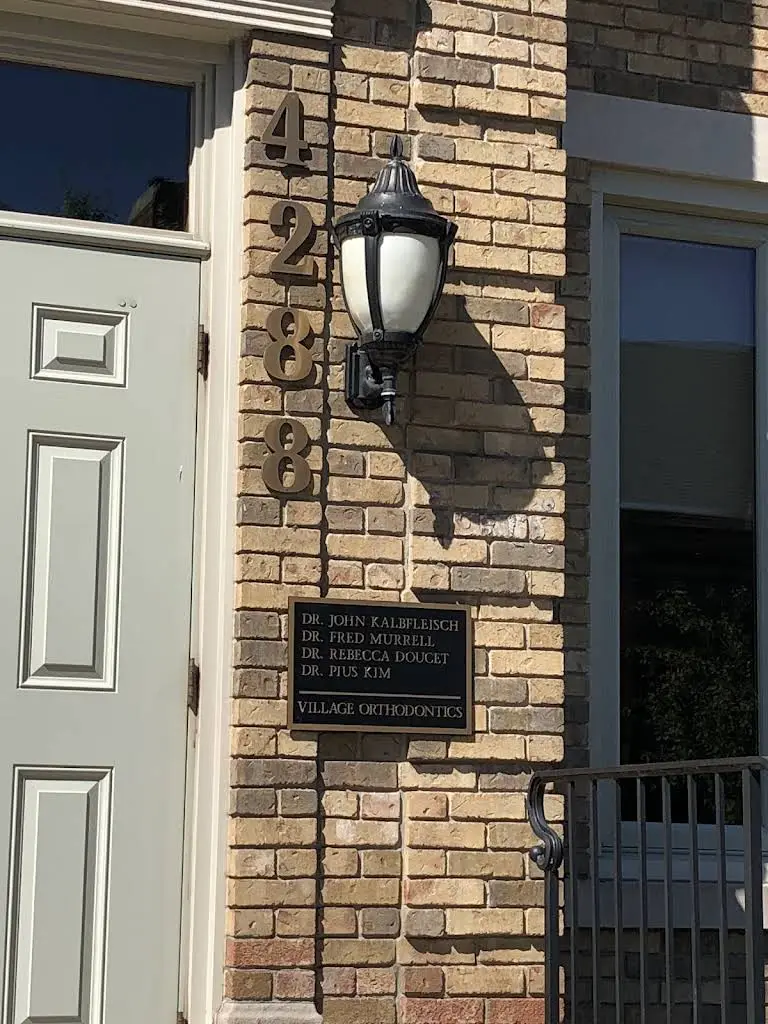 4
2
8
8
DR. JOHN KALBFLEISCH
DR. FRED MURRELL
DR. REBECCA DOUCET
DR. PIUS KIM
VILLAGE ORTHODONTICS